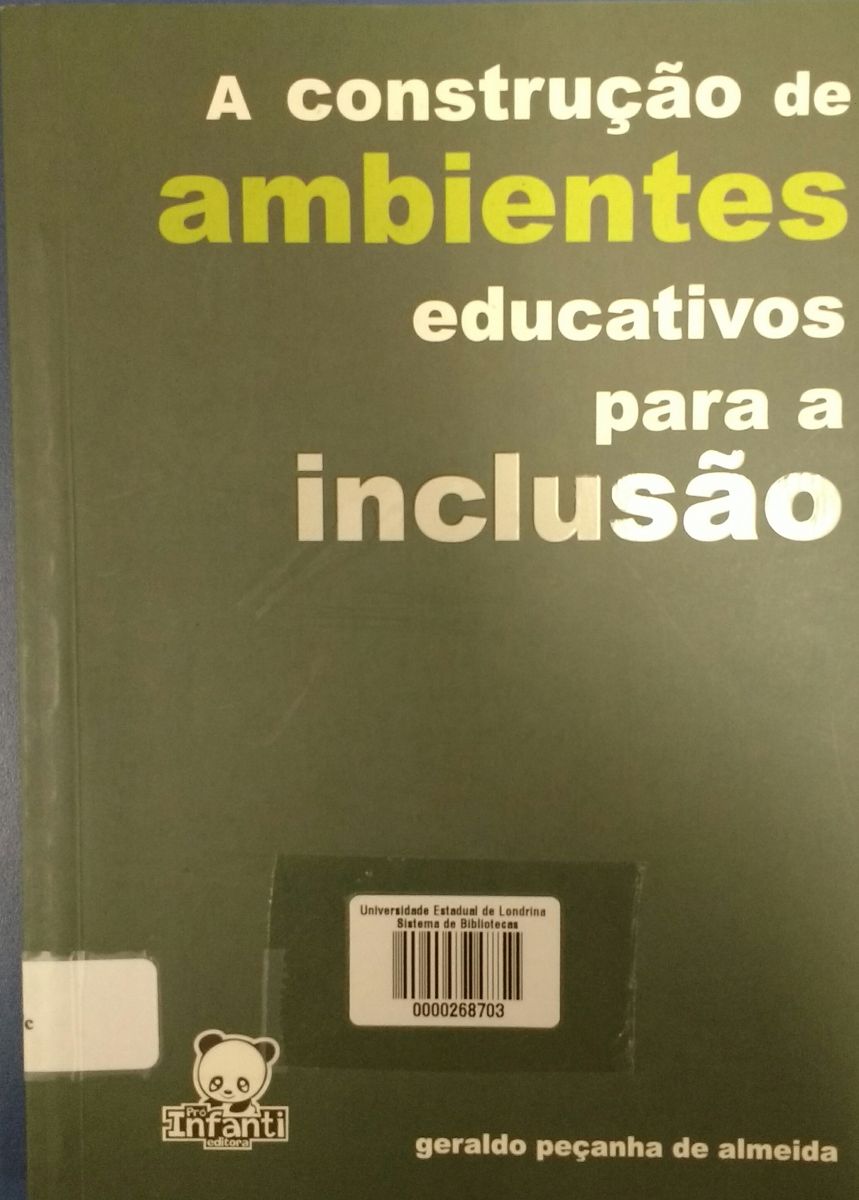 A construção de
ambientes
educativos
para a
inclusão
Universidade Estadual de Londrina
Sistema de Bibliotecas
0000268703
c
Pró
Infanti
editora
geraldo peçanha de almeida